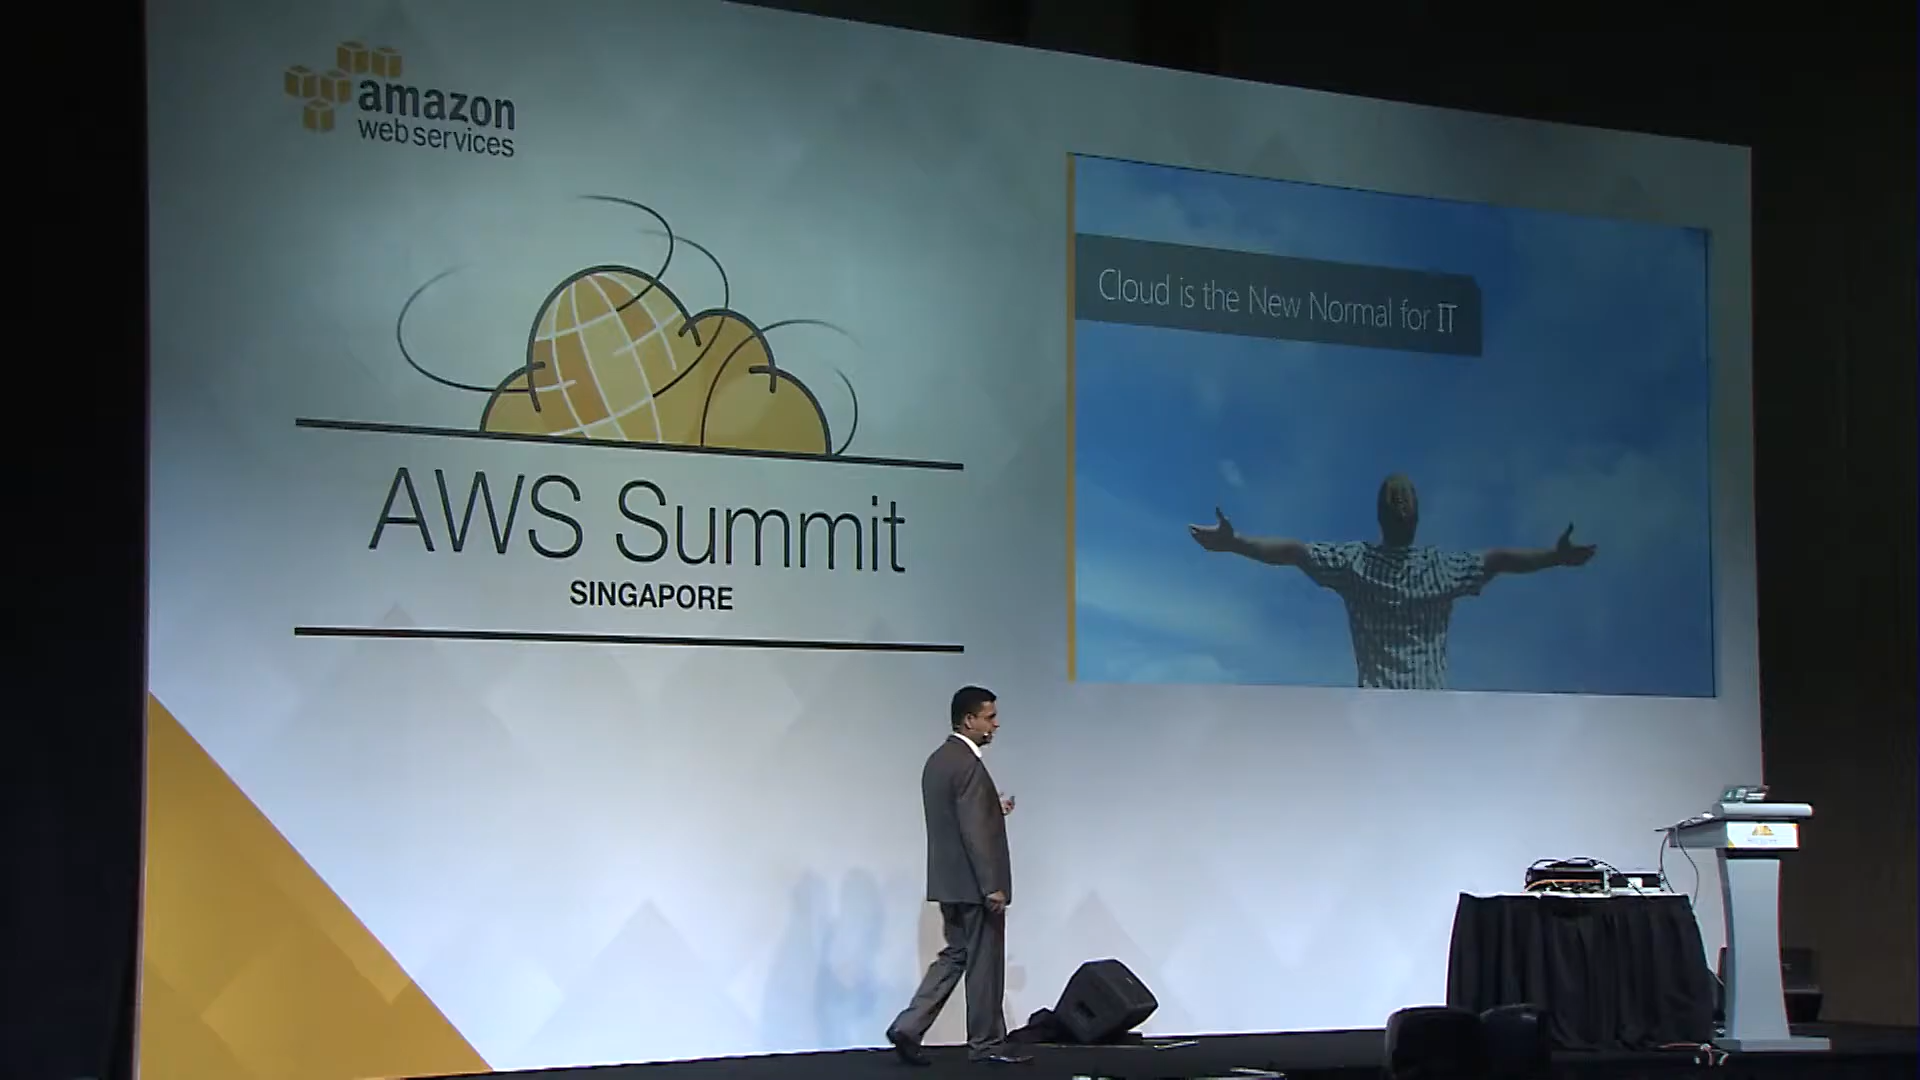 amazon
web services
AWS Summit
SINGAPORE
Cloud is the New Normal for IT